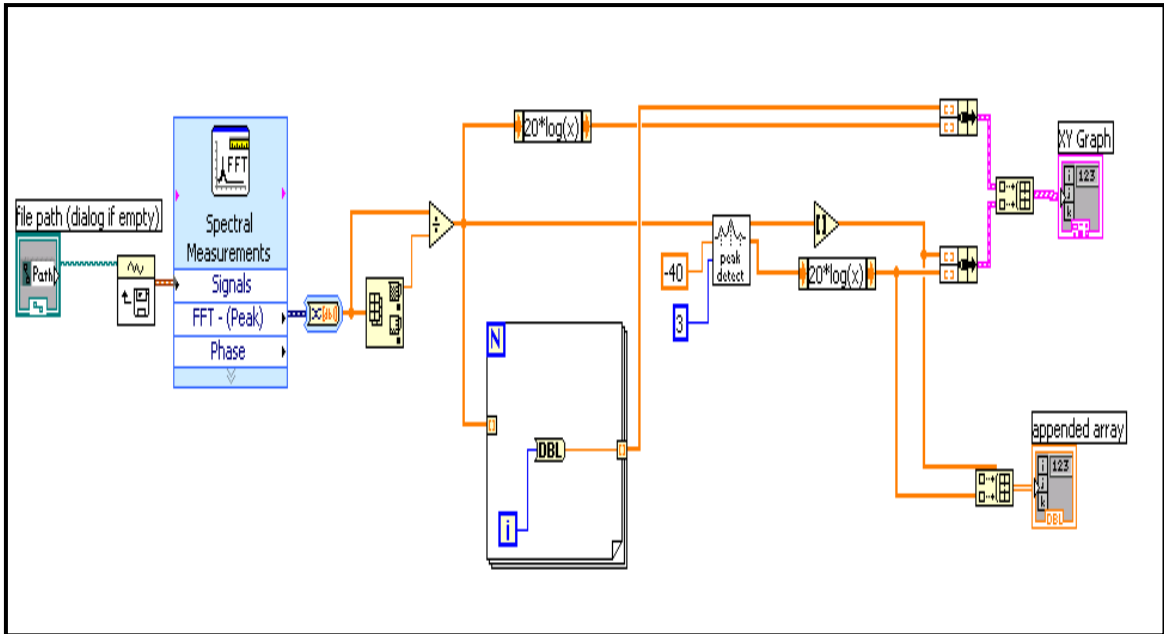 file path (dialog if empty)
Path
FFT
Spectral
Measurements
Signals
FFT - (Peak)
Phase
20*log(x)
-40
3
peak
detect
20*log(x)
N
DBL
i
XY Graph
i
j
k
123
appended array
i
j
k
123
DBL